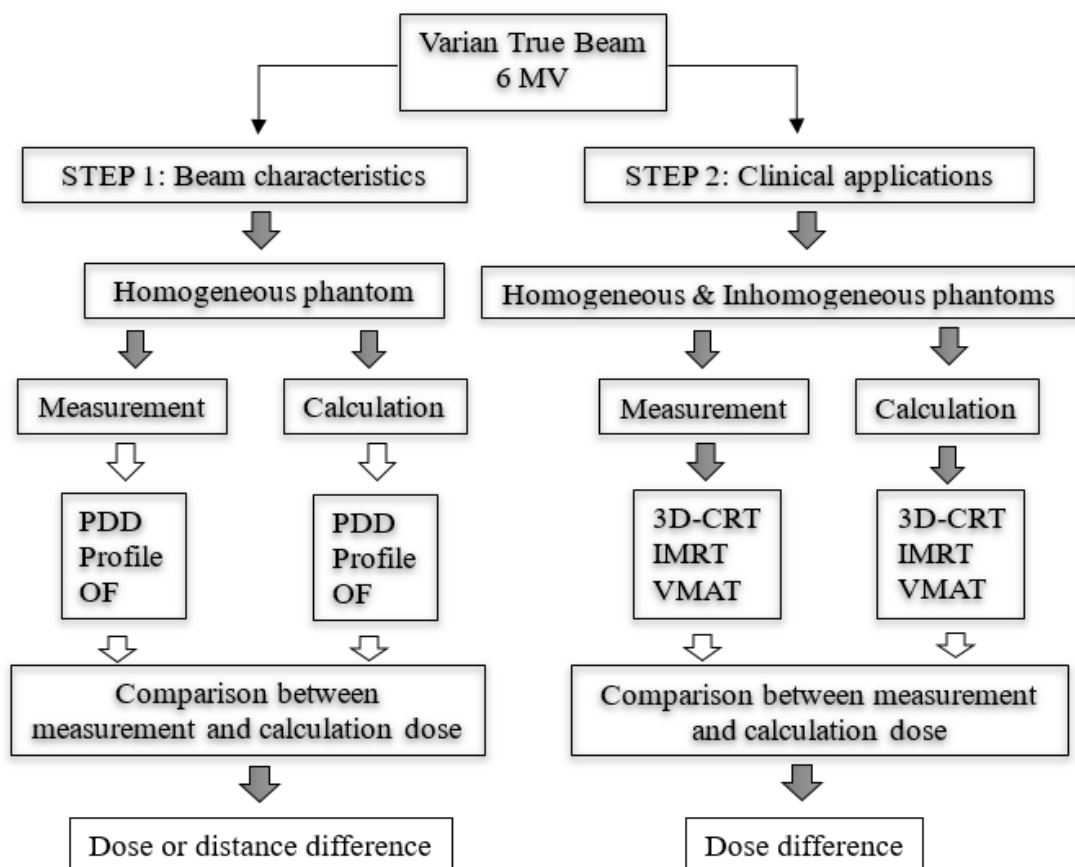 Varian True Beam
6 MV
STEP 1: Beam characteristics
STEP 2: Clinical applications
Homogeneous phantom
Homogeneous & Inhomogeneous phantoms
Measurement
Calculation
Measurement
Calculation
PDD
Profile
OF
PDD
Profile
OF
3D-CRT
IMRT
VMAT
3D-CRT
IMRT
VMAT
Comparison between
measurement and calculation dose
Comparison between measurement
and calculation dose
Dose or distance difference
Dose difference